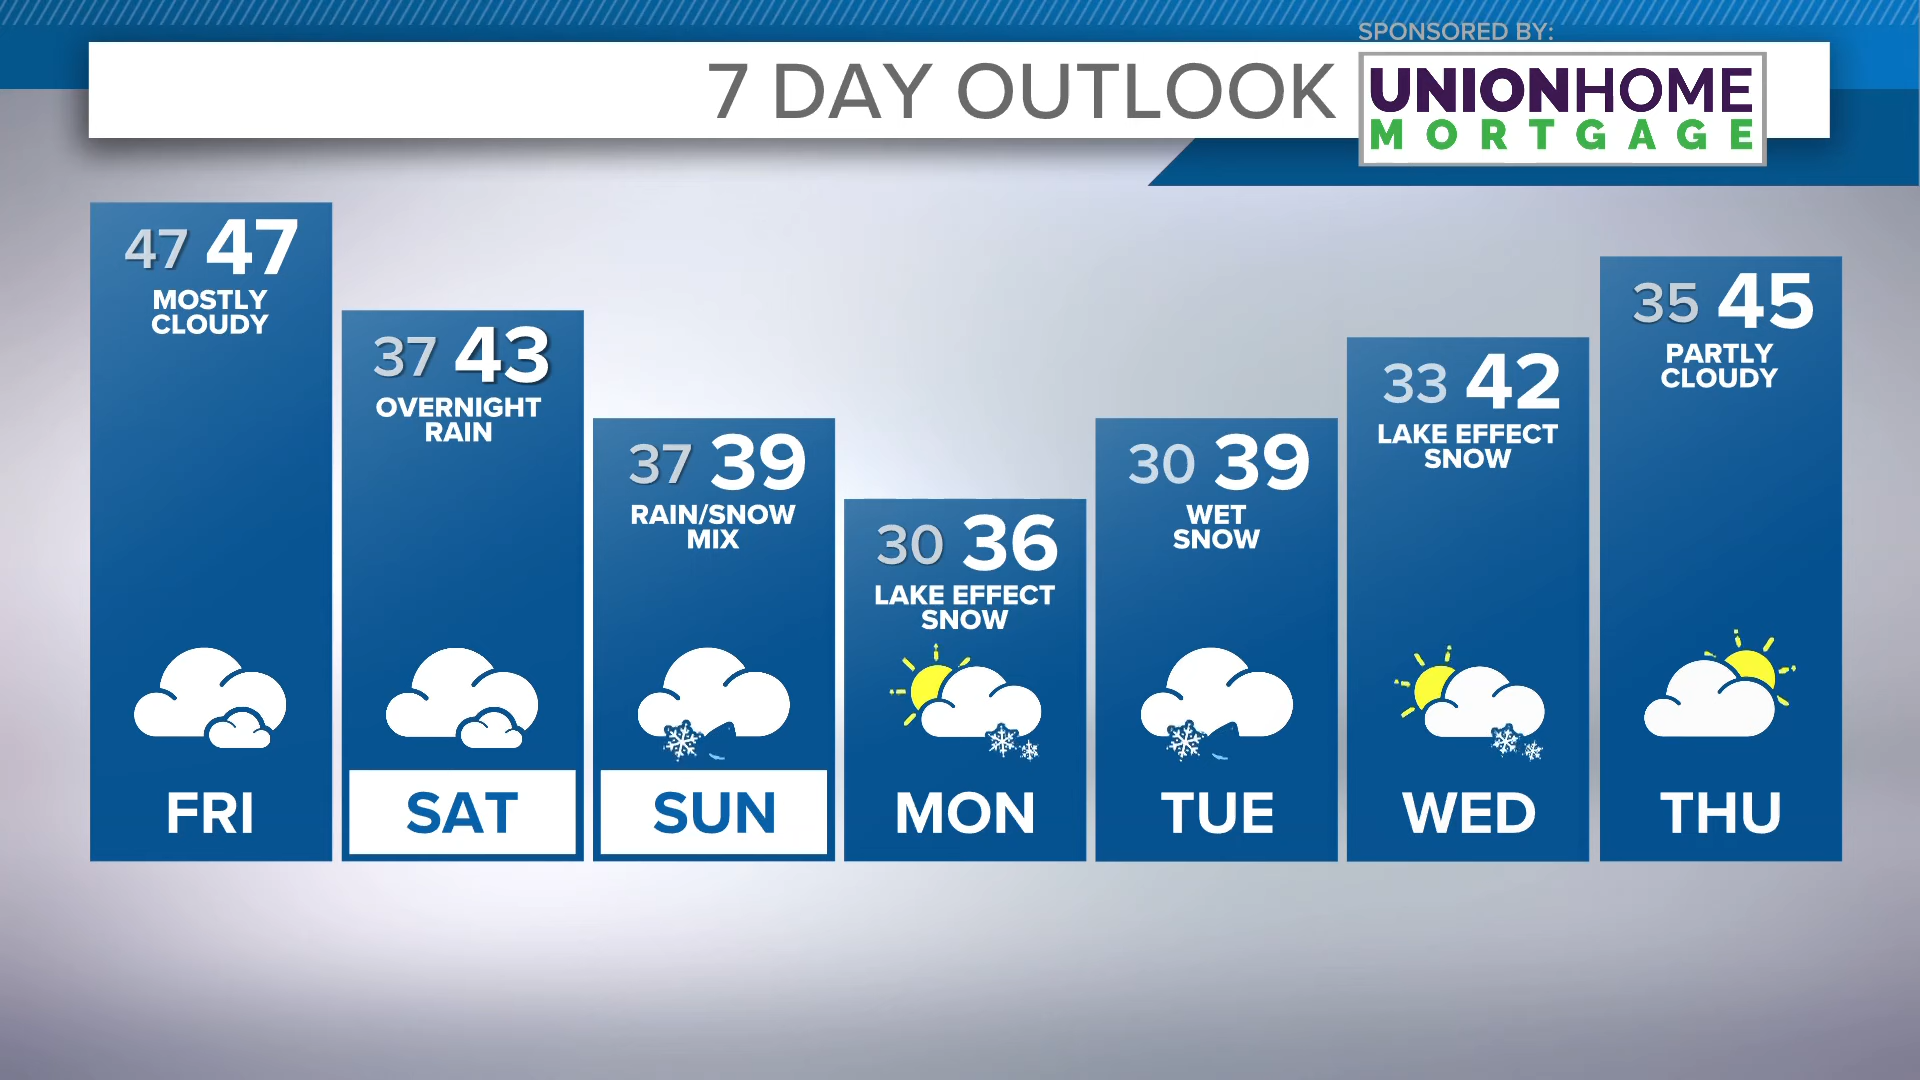 SPONSORED BY:
7 DAY OUTLOOK
UNIONHOME
MORTGAGE
47 47
MOSTLY
CLOUDY
FRI
37 43
OVERNIGHT
RAIN
SAT
37 39
RAIN/SNOW
MIX
SUN
30 36
LAKE EFFECT
SNOW
MON
30 39
WET
SNOW
TUE
33 42
LAKE EFFECT
SNOW
WED
35 45
PARTLY
CLOUDY
THU